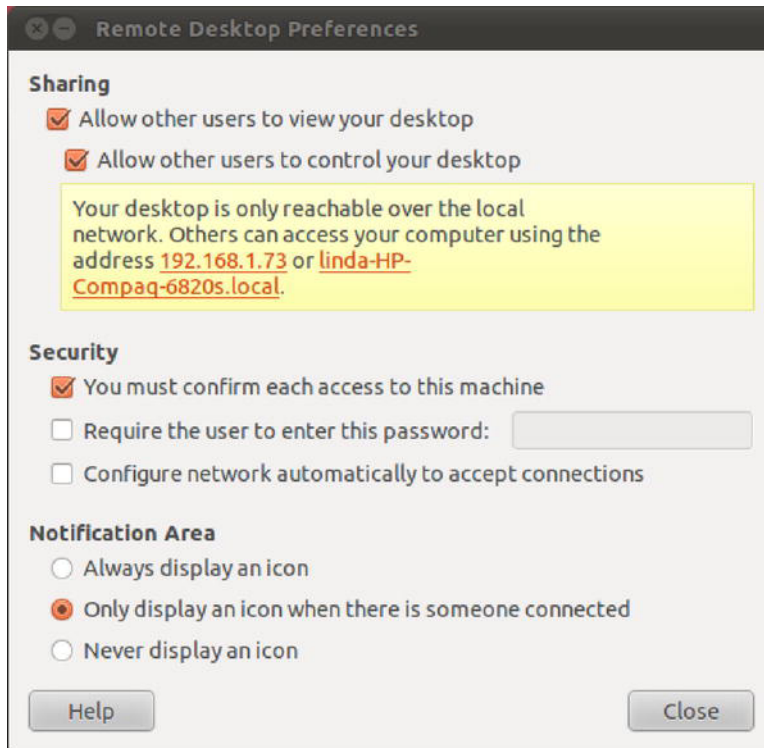 Remote Desktop Preferences
Sharing
Allow other users to view your desktop
Allow other users to control your desktop
Your desktop is only reachable over the local
network. Others can access your computer using the
address 192.168.1.73 or linda-HP-
Compaq-6820s.local.
Security
You must confirm each access to this machine
Require the user to enter this password:
Configure network automatically to accept connections
Notification Area
Always display an icon
Only display an icon when there is someone connected
Never display an icon
Help Close